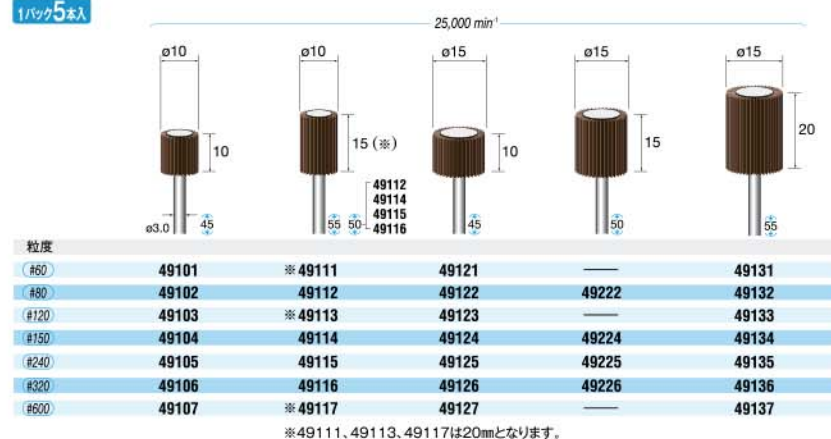 1パック5本入
25,000 min⁻¹
ø10 ø10 ø15 ø15 ø15
10 15(※) 10 15 20
49112
49114
49115
49116
ø3.0 45 55 50 45 50 55
粒度
#60 49101 ※49111 49121 — 49131
#80 49102 49112 49122 49222 49132
#120 49103 ※49113 49123 — 49133
#150 49104 49114 49124 49224 49134
#240 49105 49115 49125 49225 49135
#320 49106 49116 49126 49226 49136
#600 49107 ※49117 49127 — 49137
※49111、49113、49117は20㎜となります。